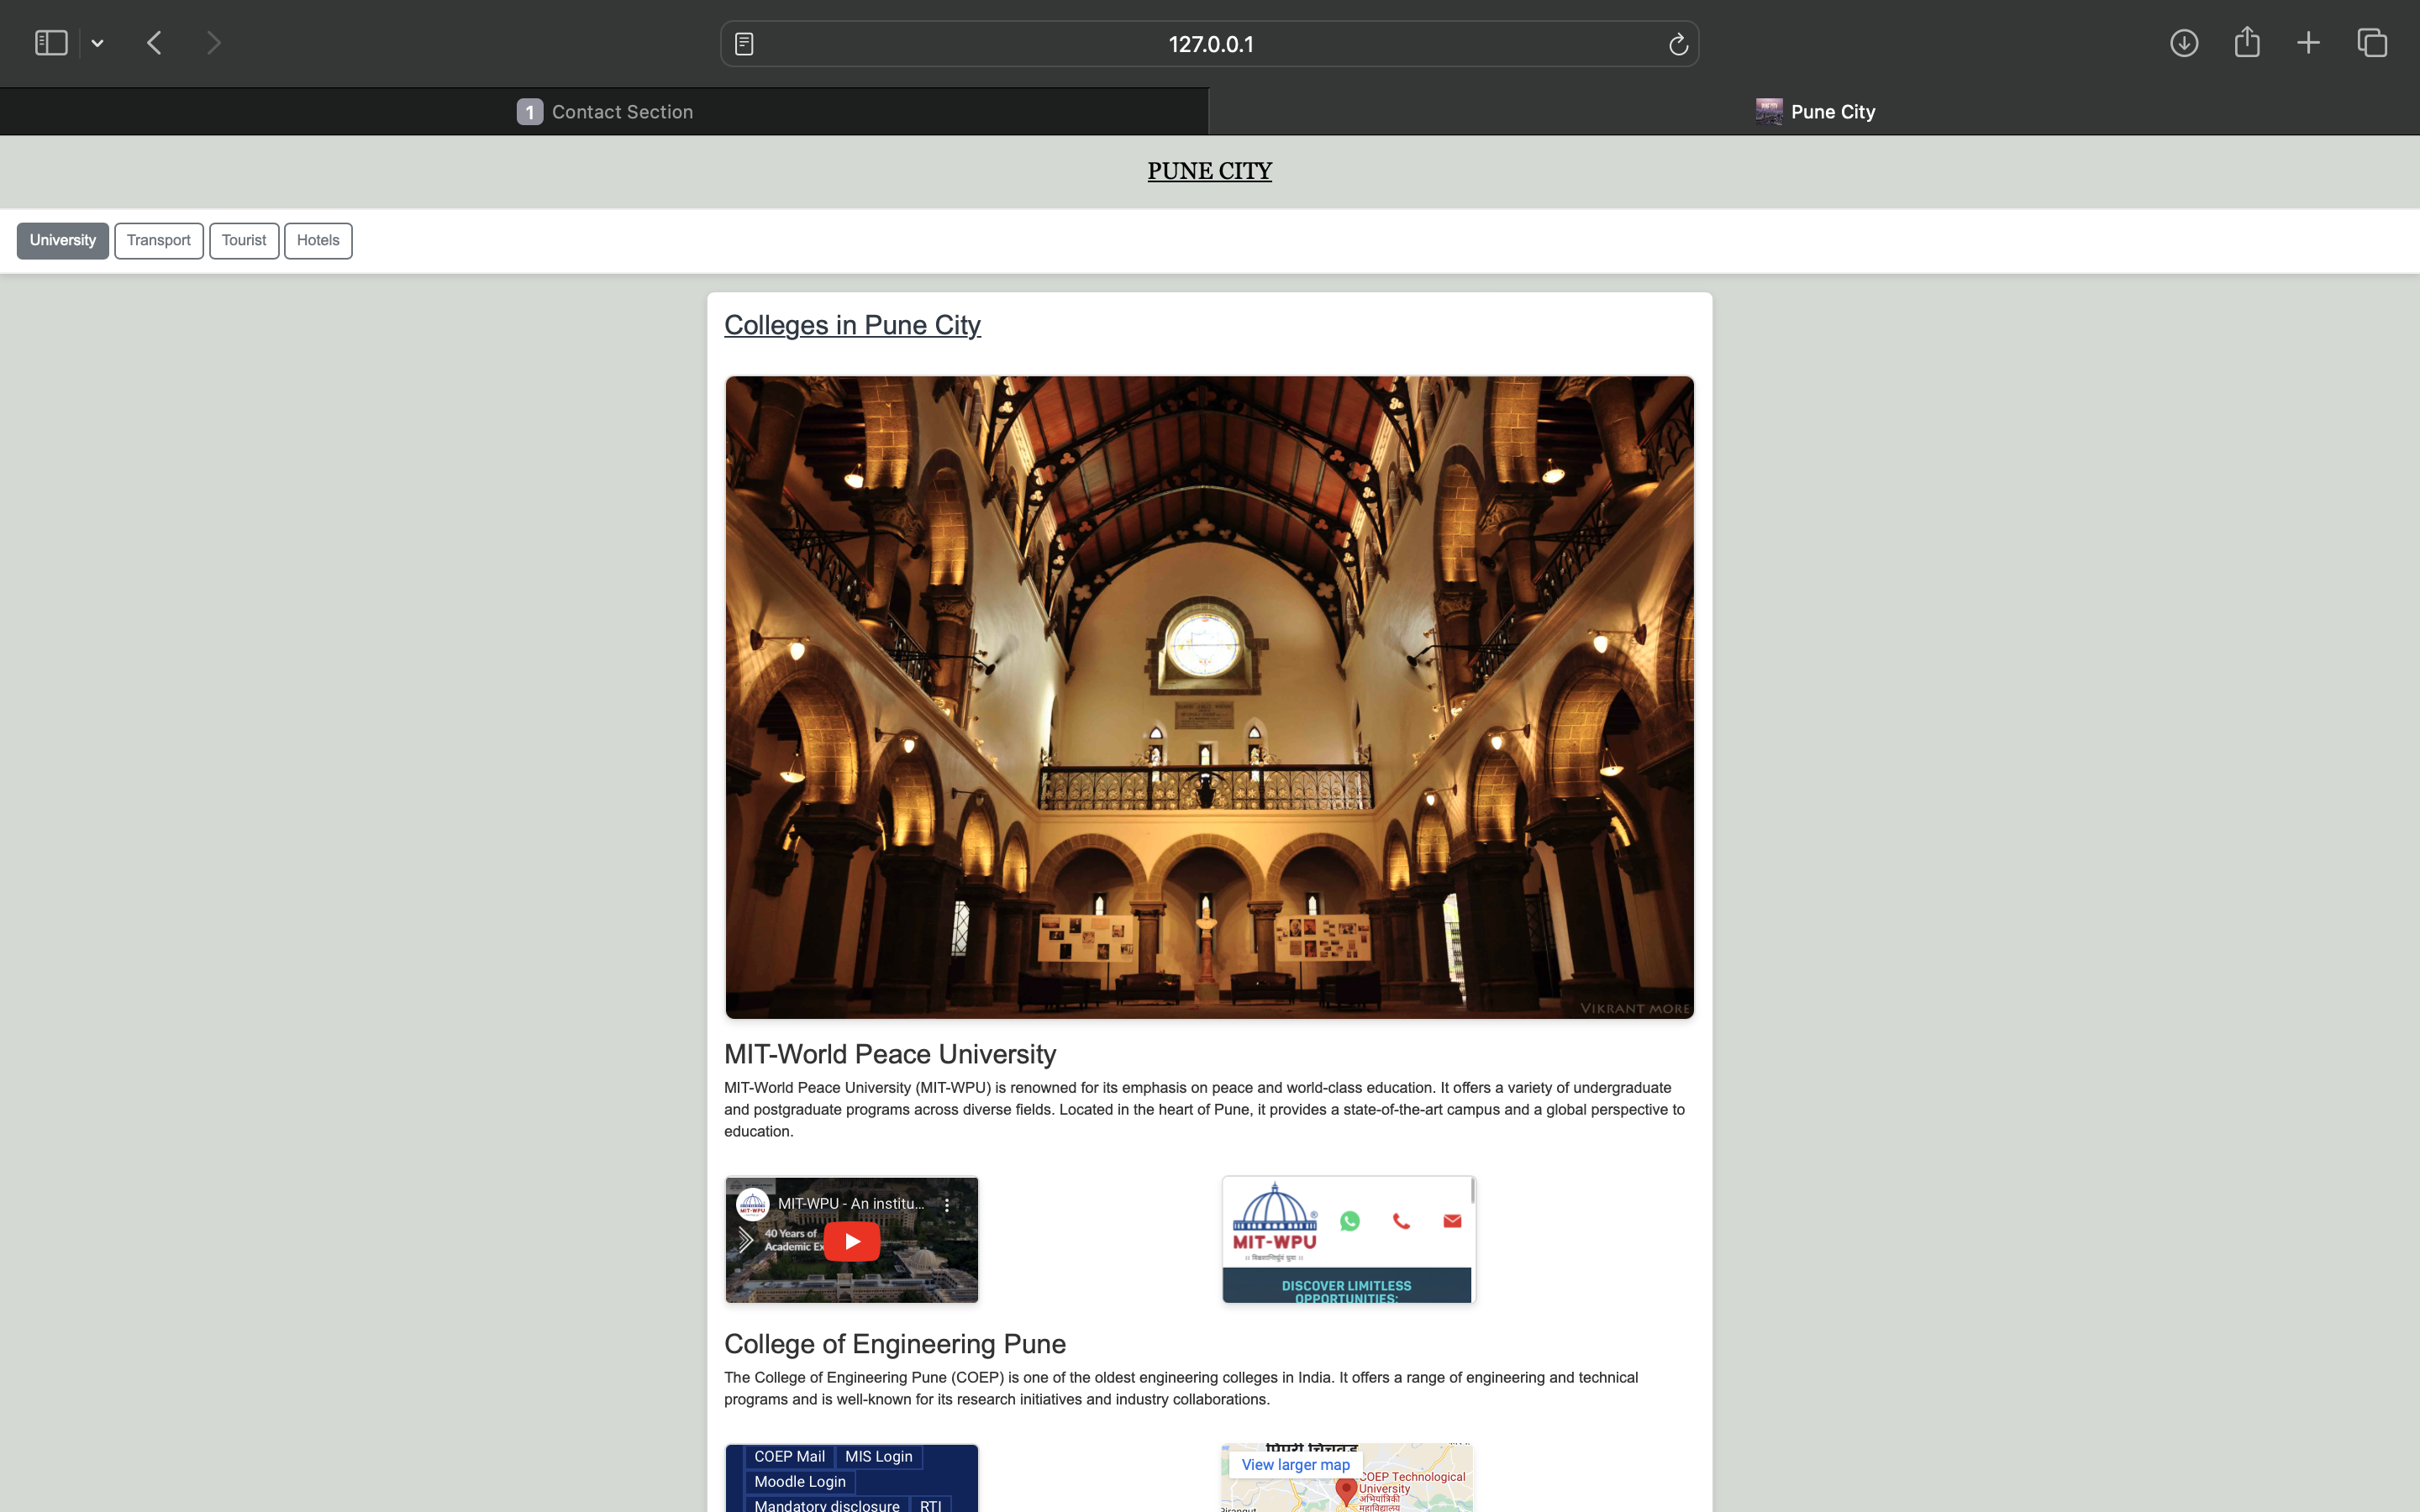 127.0.0.1
1 Contact Section
Pune City
PUNE CITY
University
Transport
Tourist
Hotels
Colleges in Pune City
VIKRANT MORE
MIT-World Peace University
MIT-World Peace University (MIT-WPU) is renowned for its emphasis on peace and world-class education. It offers a variety of undergraduate
and postgraduate programs across diverse fields. Located in the heart of Pune, it provides a state-of-the-art campus and a global perspective to
education.
MIT-WPU - An institu...
40 Years of
Academic Ex
MIT-WPU
DISCOVER LIMITLESS
OPPORTUNITIES:
College of Engineering Pune
The College of Engineering Pune (COEP) is one of the oldest engineering colleges in India. It offers a range of engineering and technical
programs and is well-known for its research initiatives and industry collaborations.
COEP Mail
MIS Login
Moodle Login
Mandatory disclosure
RTI
पिंपरी चिंचवड
View larger map
COEP Technological
University
अभियांत्रिकी
महाविद्यालय
Pirangut